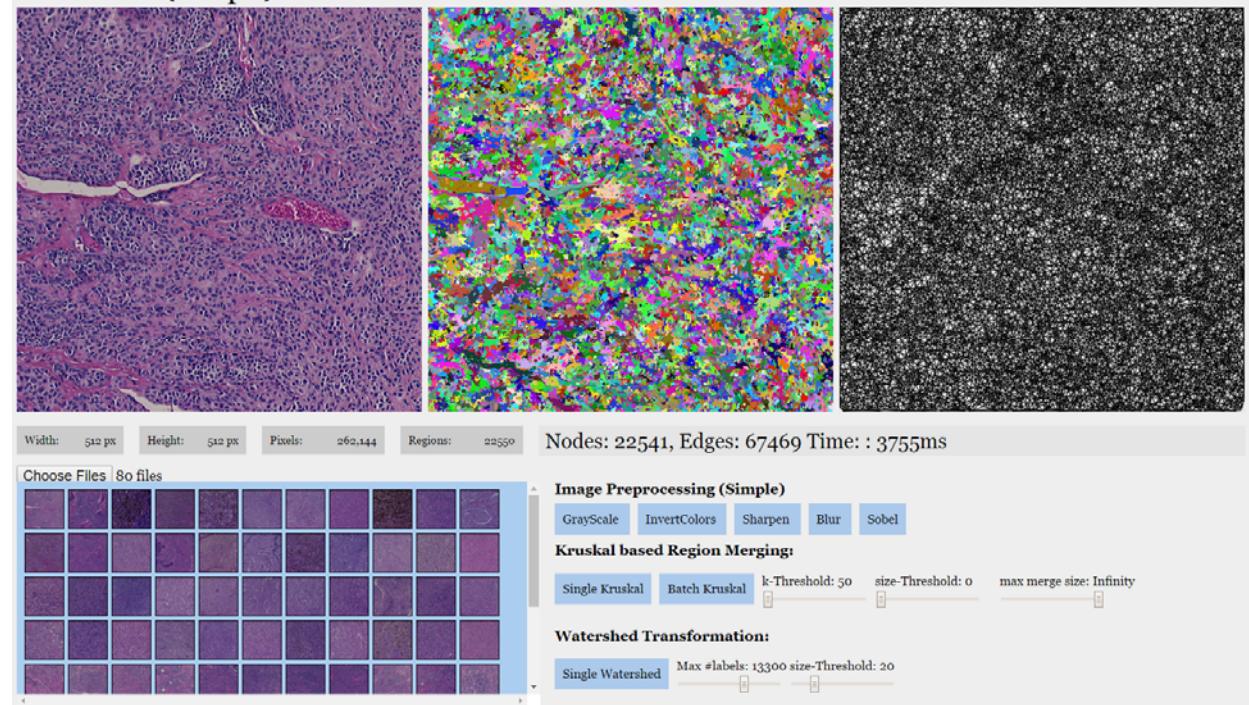 Width: 512 px Height: 512 px Pixels: 262,144 Regions: 22550
Nodes: 22541, Edges: 67469 Time: : 3755ms
Choose Files 80 files
Image Preprocessing (Simple)
GrayScale InvertColors Sharpen Blur Sobel
Kruskal based Region Merging:
Single Kruskal Batch Kruskal k-Threshold: 50 size-Threshold: 0 max merge size: Infinity
Watershed Transformation:
Single Watershed Max #labels: 13300 size-Threshold: 20